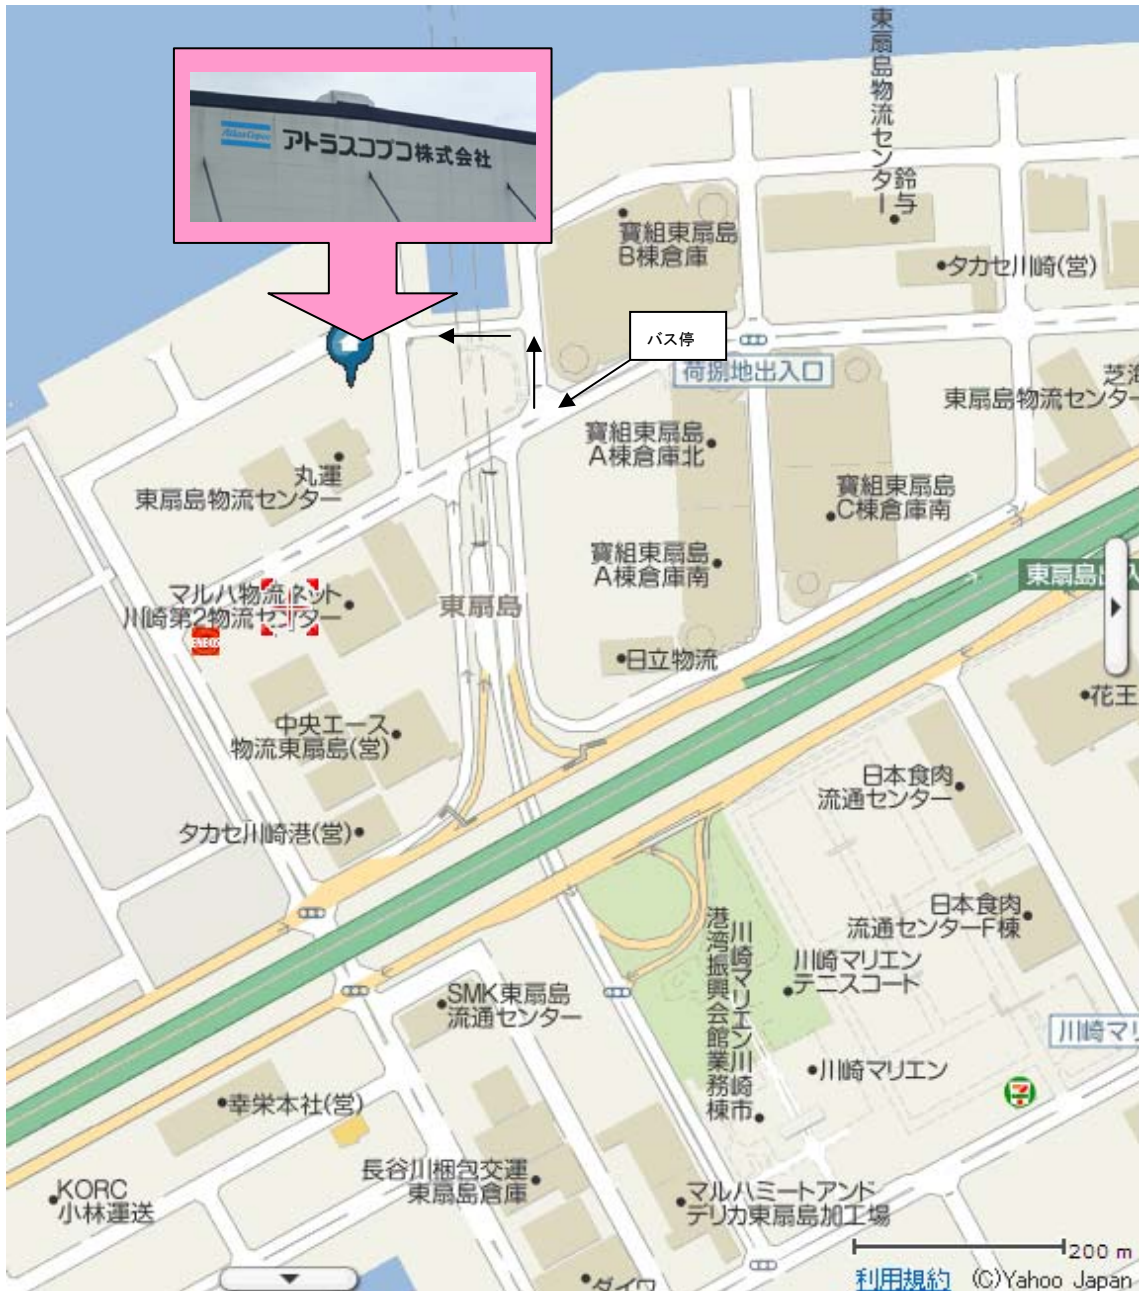 東扇島物流センター
鈴与
Atlas Copco
アトラスコプコ株式会社
寶組東扇島
B棟倉庫
タカセ川崎(営)
バス停
荷捌地出入口
東扇島物流センター
寶組東扇島
A棟倉庫北
丸運
東扇島物流センター
寶組東扇島
C棟倉庫南
寶組東扇島
A棟倉庫南
東扇島出入
マルハ物流ネット
川崎第2物流センター
東扇島
ENEOS
日立物流
花王
中央エース
物流東扇島(営)
日本食肉
流通センター
タカセ川崎港(営)
日本食肉
流通センターF棟
川崎マリエン川崎市
港湾振興会館業務棟
川崎マリエン
テニスコート
SMK東扇島
流通センター
川崎マリ
川崎マリエン
幸栄本社(営)
長谷川梱包交運
東扇島倉庫
KORC
小林運送
マルハミートアンド
デリカ東扇島加工場
200 m
ダイワ
利用規約 (C)Yahoo Japan